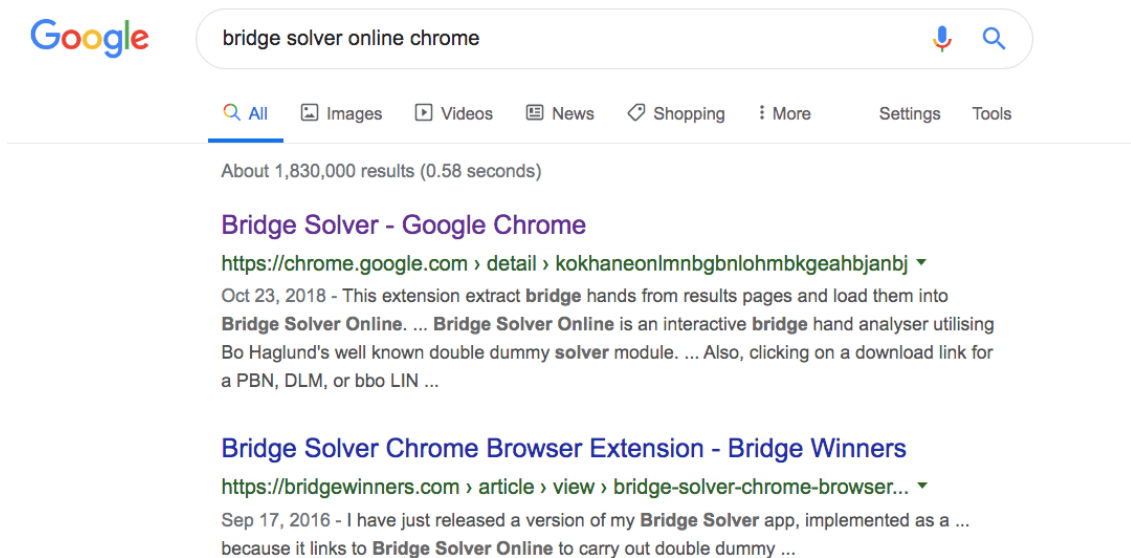 Google
bridge solver online chrome
All Images Videos News Shopping More Settings Tools
About 1,830,000 results (0.58 seconds)
Bridge Solver - Google Chrome
https://chrome.google.com › detail › kokhaneonlmnbgbnlohmbkgeahbjanbj
Oct 23, 2018 - This extension extract bridge hands from results pages and load them into
Bridge Solver Online. ... Bridge Solver Online is an interactive bridge hand analyser utilising
Bo Haglund's well known double dummy solver module. ... Also, clicking on a download link for
a PBN, DLM, or bbo LIN ...
Bridge Solver Chrome Browser Extension - Bridge Winners
https://bridgewinners.com › article › view › bridge-solver-chrome-browser...
Sep 17, 2016 - I have just released a version of my Bridge Solver app, implemented as a ...
because it links to Bridge Solver Online to carry out double dummy ...